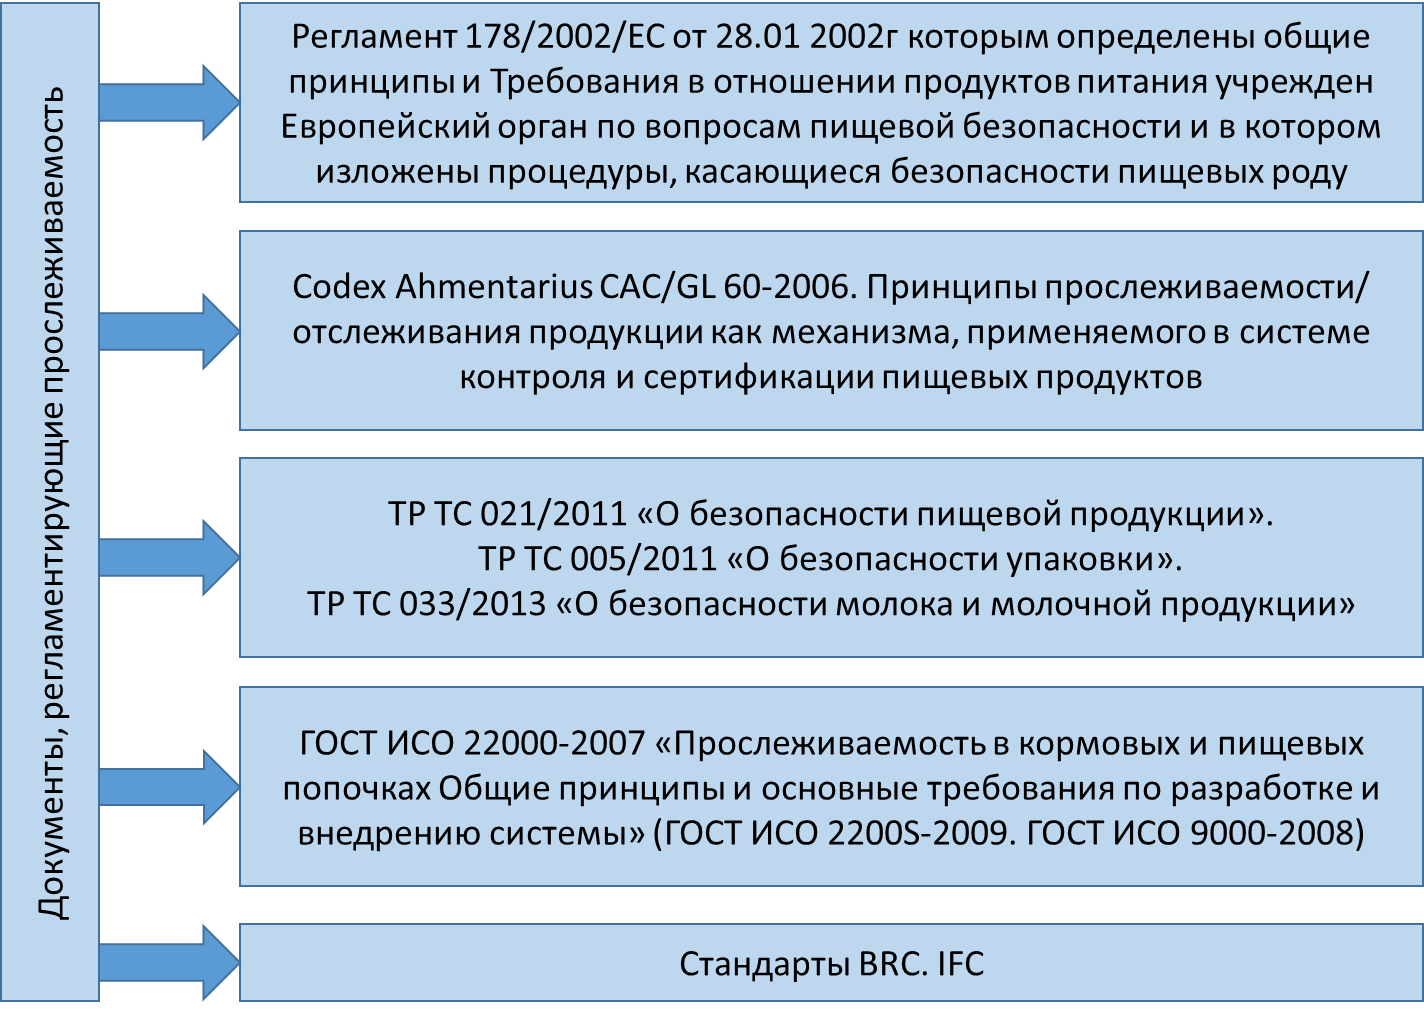 Документы, регламентирующие прослеживаемость
Регламент 178/2002/ЕС от 28.01 2002г которым определены общие
принципы и Требования в отношении продуктов питания учрежден
Европейский орган по вопросам пищевой безопасности и в котором
изложены процедуры, касающиеся безопасности пищевых роду
Codex Ahmentarius CAC/GL 60-2006. Принципы прослеживаемости/
отслеживания продукции как механизма, применяемого в системе
контроля и сертификации пищевых продуктов
ТР ТС 021/2011 «О безопасности пищевой продукции».
ТР ТС 005/2011 «О безопасности упаковки».
ТР ТС 033/2013 «О безопасности молока и молочной продукции»
ГОСТ ИСО 22000-2007 «Прослеживаемость в кормовых и пищевых
попочках Общие принципы и основные требования по разработке и
внедрению системы» (ГОСТ ИСО 2200S-2009. ГОСТ ИСО 9000-2008)
Стандарты BRC. IFC